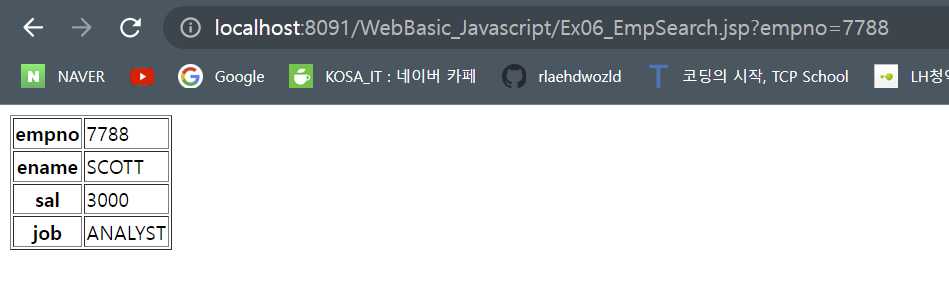 localhost:8091/WebBasic_Javascript/Ex06_EmpSearch.jsp?empno=7788
N NAVER Google KOSA_IT : 네이버 카페 rlaehdwozld T 코딩의 시작, TCP School LH청약
empno 7788
ename SCOTT
sal 3000
job ANALYST